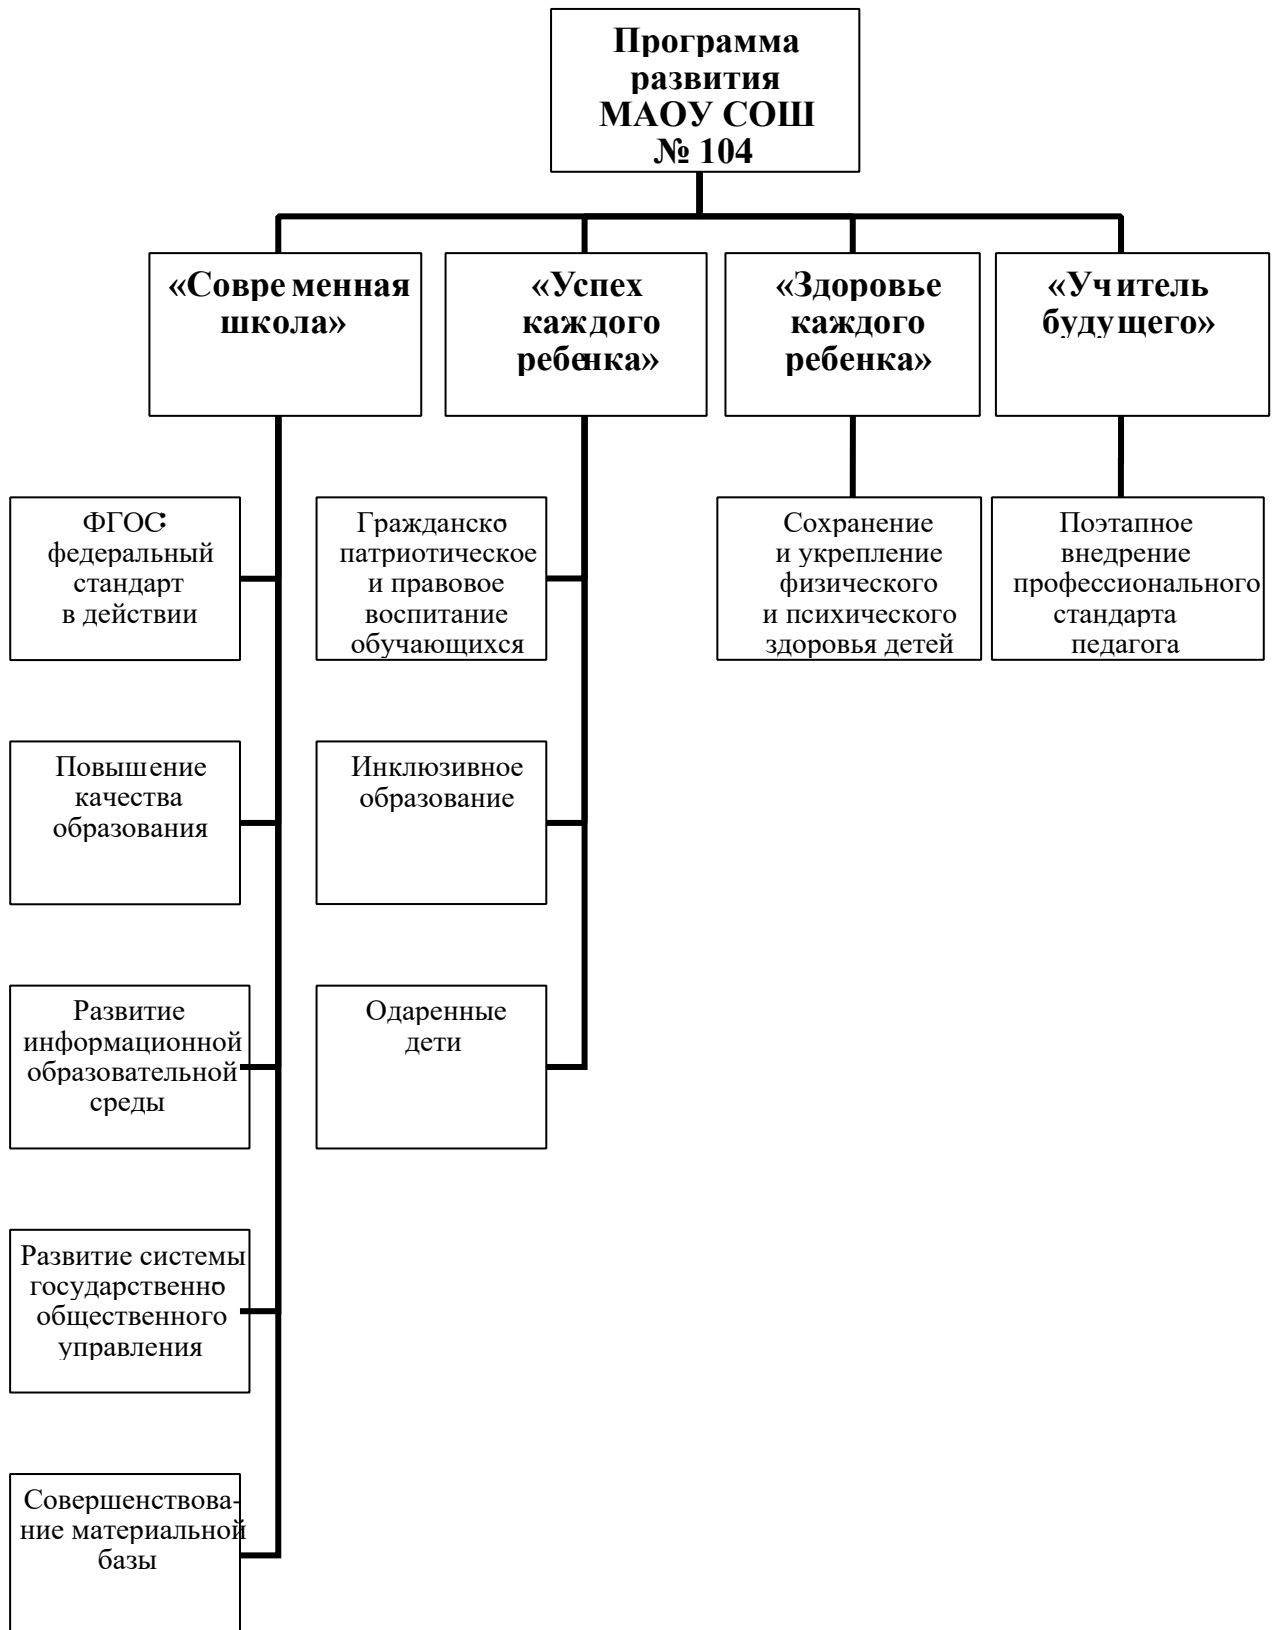 Программа
развития
МАОУ СОШ
№ 104
«Современная
школа»
«Успех
каждого
ребенка»
«Здоровье
каждого
ребенка»
«Учитель
будущего»
ФГОС:
федеральный
стандарт
в действии
Повышение
качества
образования
Развитие
информационной
образовательной
среды
Развитие системы
государственно-
общественного
управления
Совершенствова-
ние материальной
базы
Гражданско-
патриотическое
и правовое
воспитание
обучающихся
Инклюзивное
образование
Одаренные
дети
Сохранение
и укрепление
физического
и психического
здоровья детей
Поэтапное
внедрение
профессионального
стандарта
педагога